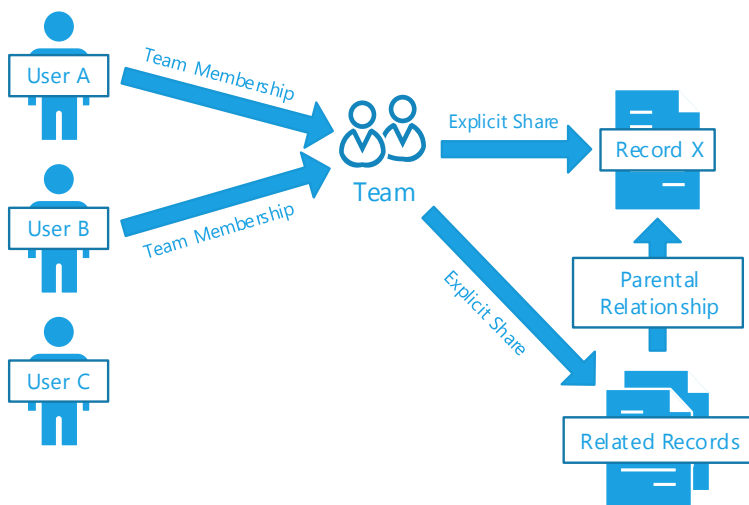 User A
Team Membership
Explicit Share
Record X
Team
User B
Team Membership
Explicit Share
Parental
Relationship
User C
Related Records